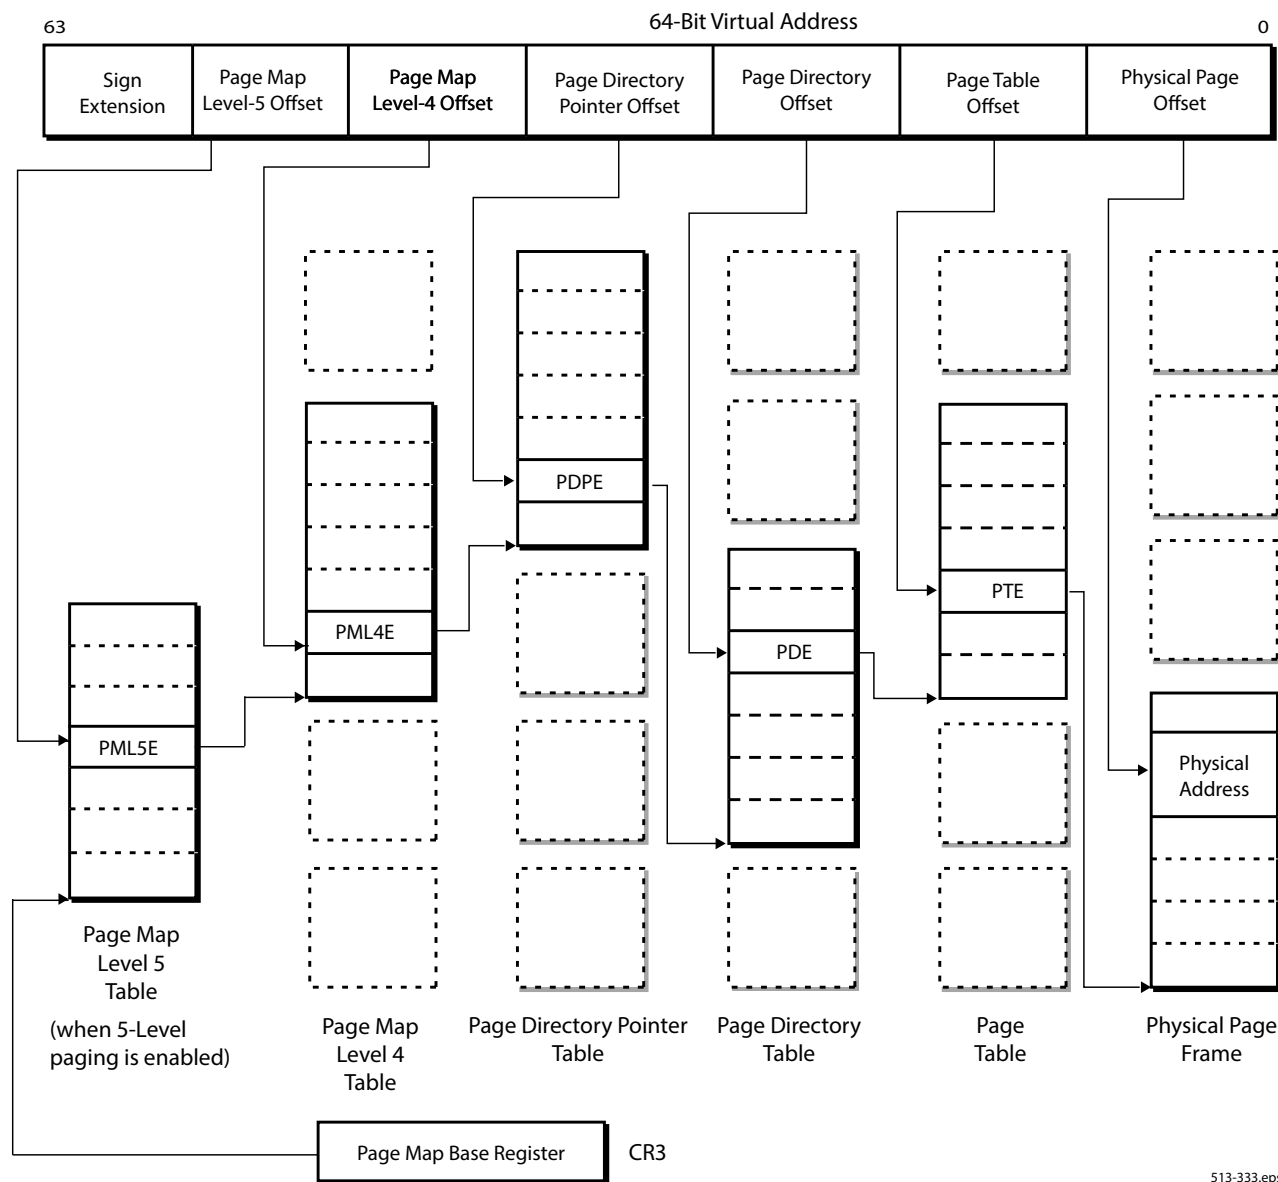 64-Bit Virtual Address
63
0
Sign
Extension
Page Map
Level-5 Offset
Page Map
Level-4 Offset
Page Directory
Pointer Offset
Page Directory
Offset
Page Table
Offset
Physical Page
Offset
PDPE
PML4E
PTE
PDE
PML5E
Physical
Address
Page Map
Level 5
Table
(when 5-Level
paging is enabled)
Page Map
Level 4
Table
Page Directory Pointer
Table
Page Directory
Table
Page
Table
Physical Page
Frame
Page Map Base Register
CR3
513-333.eps